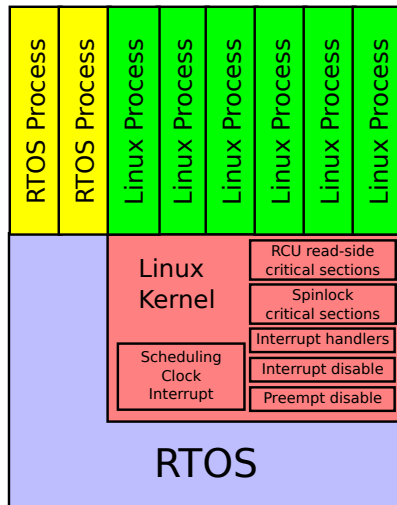 RTOS Process
RTOS Process
Linux Process
Linux Process
Linux Process
Linux Process
Linux Process
Linux Process
Linux
Kernel
RCU read-side
critical sections
Spinlock
critical sections
Interrupt handlers
Scheduling
Clock
Interrupt
Interrupt disable
Preempt disable
RTOS